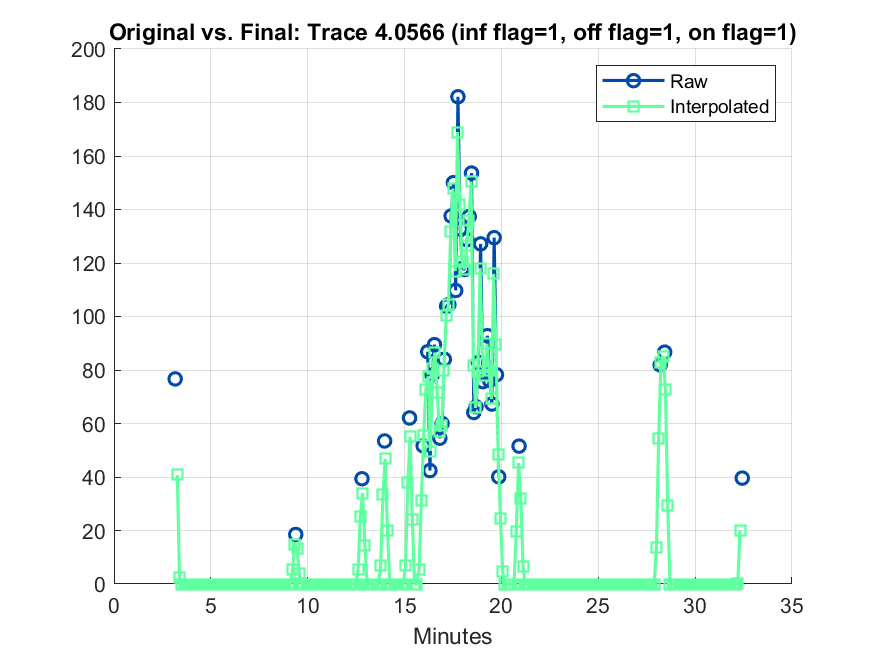 Original vs. Final: Trace 4.0566 (inf flag=1, off flag=1, on flag=1)
200
180
160
140
120
100
80
60
40
20
0
Raw
Interpolated
0 5 10 15 20 25 30 35
Minutes